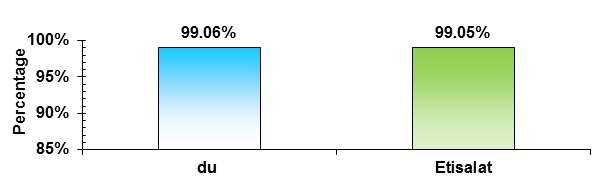 99.06% 99.05%
100%
95%
90%
85%
Percentage
du Etisalat